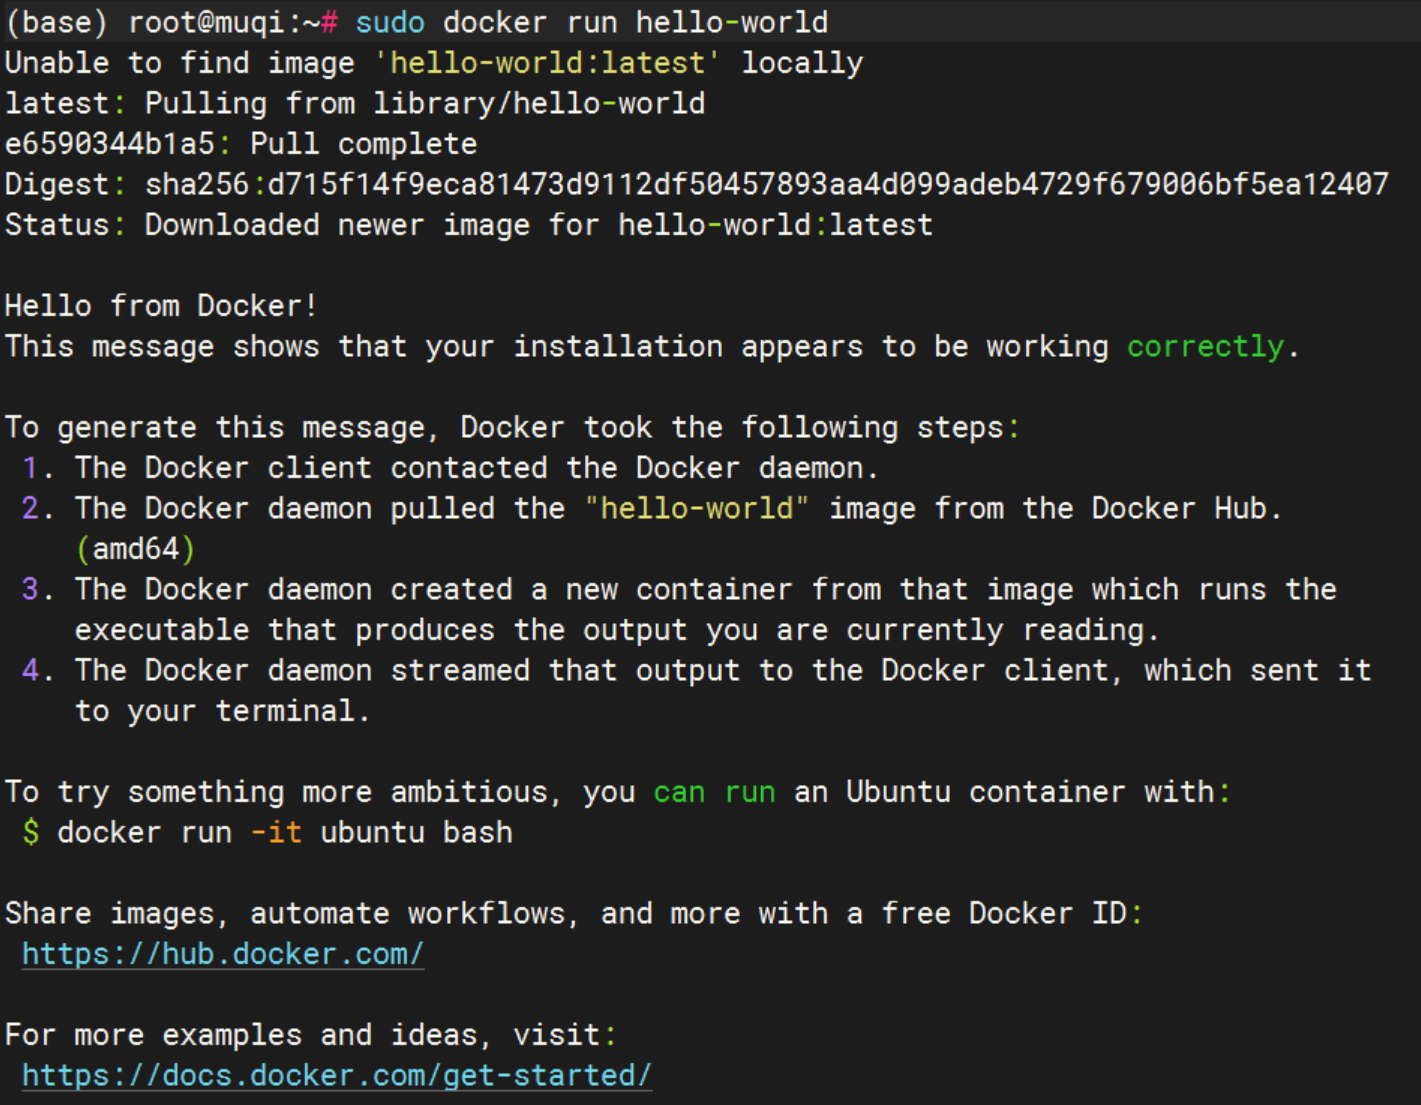 (base) root@muqi:~# sudo docker run hello-world
Unable to find image 'hello-world:latest' locally
latest: Pulling from library/hello-world
e6590344b1a5: Pull complete
Digest: sha256:d715f14f9eca81473d9112df50457893aa4d099adeb4729f679006bf5ea12407
Status: Downloaded newer image for hello-world:latest

Hello from Docker!
This message shows that your installation appears to be working correctly.

To generate this message, Docker took the following steps:
 1. The Docker client contacted the Docker daemon.
 2. The Docker daemon pulled the "hello-world" image from the Docker Hub.
    (amd64)
 3. The Docker daemon created a new container from that image which runs the
    executable that produces the output you are currently reading.
 4. The Docker daemon streamed that output to the Docker client, which sent it
    to your terminal.

To try something more ambitious, you can run an Ubuntu container with:
 $ docker run -it ubuntu bash

Share images, automate workflows, and more with a free Docker ID:
 https://hub.docker.com/

For more examples and ideas, visit:
 https://docs.docker.com/get-started/